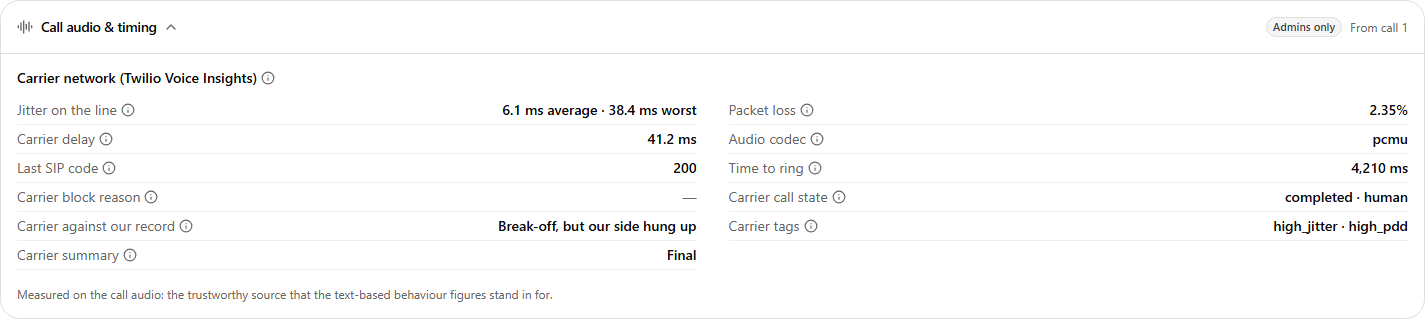 Call audio & timing
Admins only
From call 1
Carrier network (Twilio Voice Insights)
Jitter on the line 6.1 ms average · 38.4 ms worst
Packet loss 2.35%
Carrier delay 41.2 ms
Audio codec pcmu
Last SIP code 200
Time to ring 4,210 ms
Carrier block reason —
Carrier call state completed · human
Carrier against our record Break-off, but our side hung up
Carrier tags high_jitter · high_pdd
Carrier summary Final
Measured on the call audio: the trustworthy source that the text-based behaviour figures stand in for.